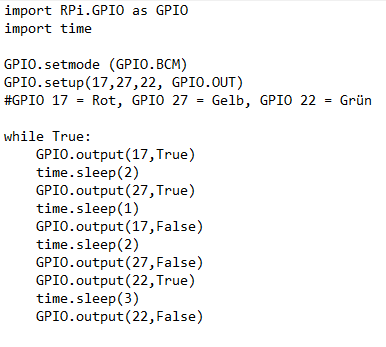 import RPi.GPIO as GPIO
import time

GPIO.setmode (GPIO.BCM)
GPIO.setup(17,27,22, GPIO.OUT)
#GPIO 17 = Rot, GPIO 27 = Gelb, GPIO 22 = Grün

while True:
    GPIO.output(17,True)
    time.sleep(2)
    GPIO.output(27,True)
    time.sleep(1)
    GPIO.output(17,False)
    time.sleep(2)
    GPIO.output(27,False)
    GPIO.output(22,True)
    time.sleep(3)
    GPIO.output(22,False)